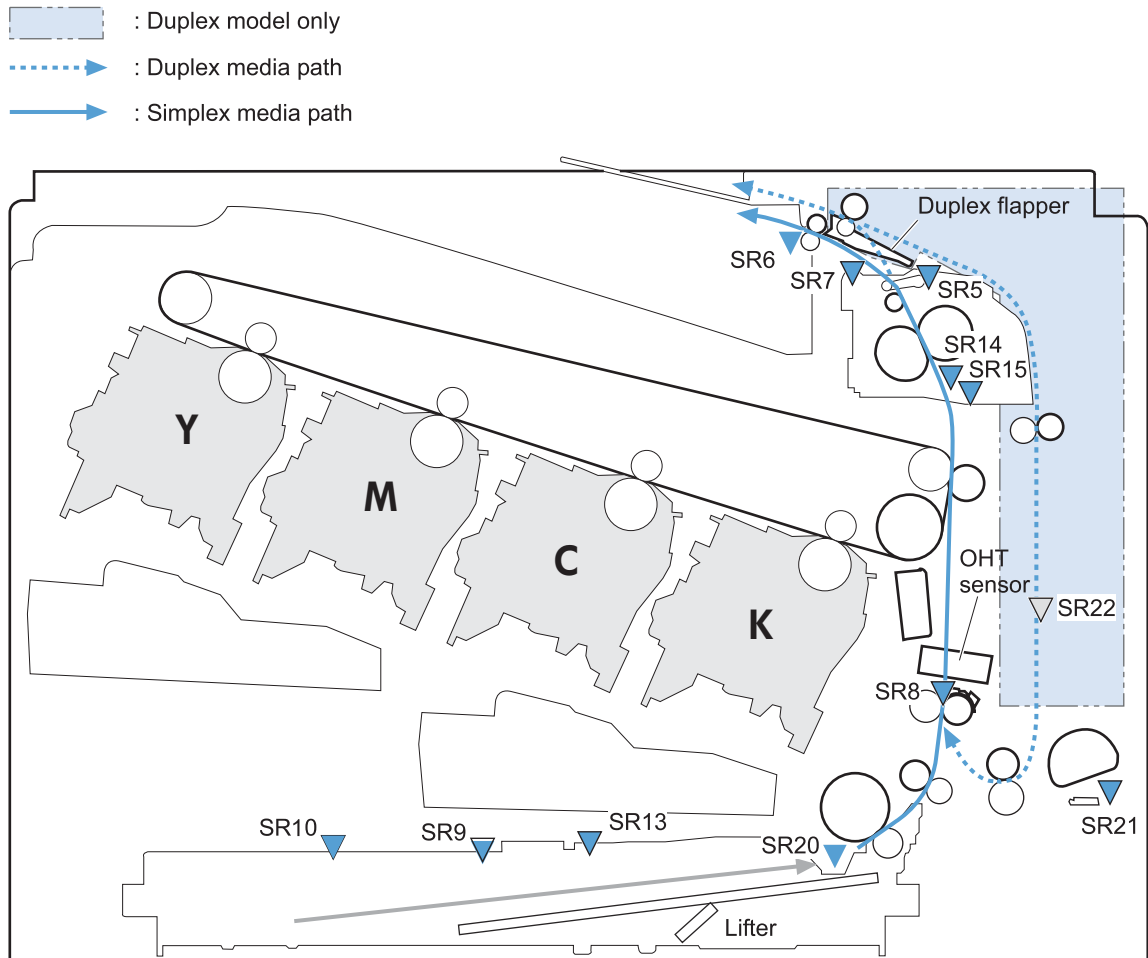 : Duplex model only
: Duplex media path
: Simplex media path
Duplex flapper
SR6
SR7
SR5
SR14
SR15
Y
M
C
K
OHT
sensor
SR22
SR8
SR10
SR9
SR13
SR20
SR21
Lifter